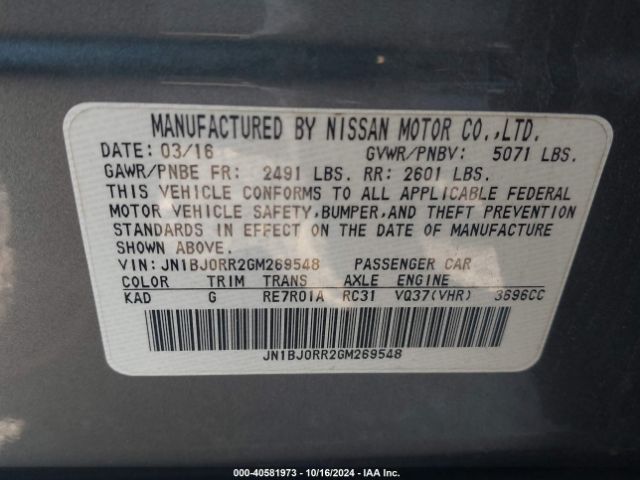 MANUFACTURED BY NISSAN MOTOR CO.,LTD.
DATE: 03/16 GVWR/PNBV: 5071 LBS.
GAWR/PNBE FR: 2491 LBS. RR: 2601 LBS.
THIS VEHICLE CONFORMS TO ALL APPLICABLE FEDERAL
MOTOR VEHICLE SAFETY,BUMPER,AND THEFT PREVENTION
STANDARDS IN EFFECT ON THE DATE OF MANUFACTURE
SHOWN ABOVE.
VIN: JN1BJ0RR2GM269548 PASSENGER CAR
COLOR TRIM TRANS AXLE ENGINE
KAD G RE7R01A RC31 VQ37(VHR) 3696CC
JN1BJ0RR2GM269548
000-40581973 - 10/16/2024 - IAA Inc.